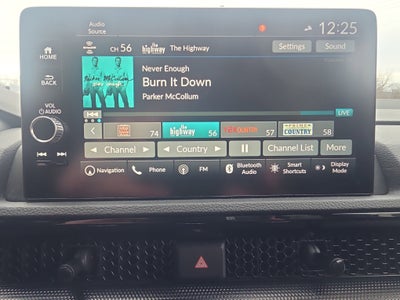 Audio
Source
12:25
CH 56
the highway
The Highway
Settings
Sound
HOME
Never Enough
Burn It Down
Parker McCollum
BACK
VOL
AUDIO
LIVE
74
the highway
56
57
COUNTRY
58
Channel
Country
Channel List
More
Navigation
Phone
FM
Bluetooth
Audio
Smart
Shortcuts
Display
Mode